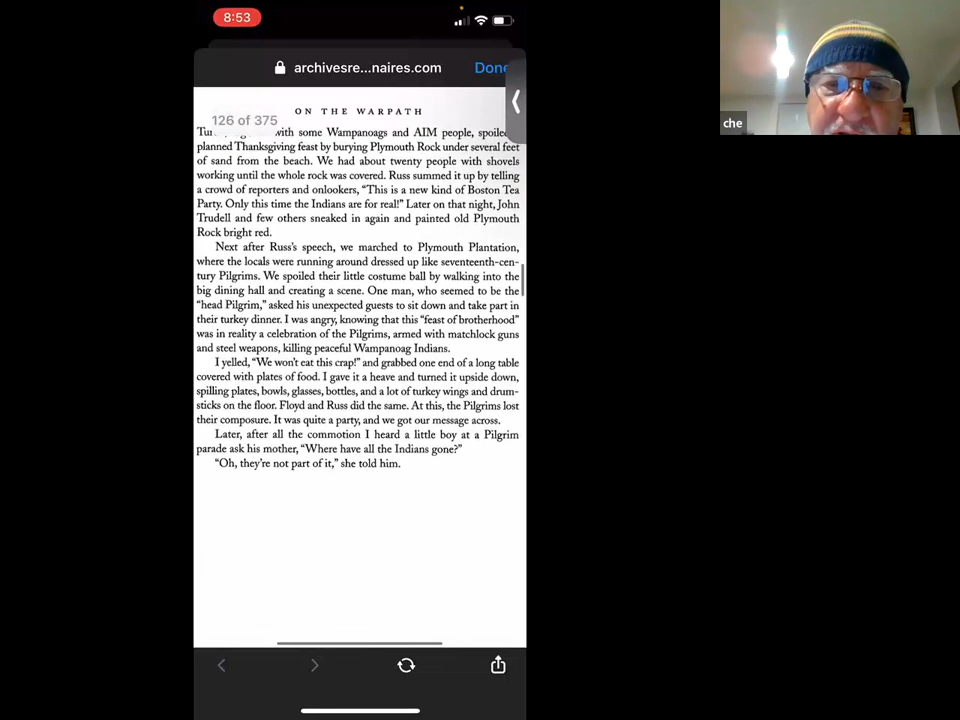 8:53
archivesre...naires.com
Done
ON THE WARPATH
126 of 375
with some Wampanoags and AIM people,
planned Thanksgiving feast by burying Plymouth Rock under several feet
of sand from the beach. We had about twenty people with shovels
working until the whole rock was covered. Russ summed it up by telling
a crowd of reporters and onlookers, “This is a new kind of Boston Tea
Party. Only this time the Indians are for real!” Later on that night, John
Trudell and few others sneaked in again and painted old Plymouth
Rock bright red.
Next after Russ’s speech, we marched to Plymouth Plantation,
where the locals were running around dressed up like seventeenth-cen-
tury Pilgrims. We spoiled their little costume ball by walking into the
big dining hall and creating a scene. One man, who seemed to be the
“head Pilgrim,” asked his unexpected guests to sit down and take part in
their turkey dinner. I was angry, knowing that this “feast of brotherhood”
was in reality a celebration of the Pilgrims, armed with matchlock guns
and steel weapons, killing peaceful Wampanoag Indians.
I yelled, “We won’t eat this crap!” and grabbed one end of a long table
covered with plates of food. I gave it a heave and turned it upside down,
spilling plates, bowls, glasses, bottles, and a lot of turkey wings and drum-
sticks on the floor. Floyd and Russ did the same. At this, the Pilgrims lost
their composure. It was quite a party, and we got our message across.
Later, after all the commotion I heard a little boy at a Pilgrim
parade ask his mother, “Where have all the Indians gone?”
“Oh, they’re not part of it,” she told him.
che